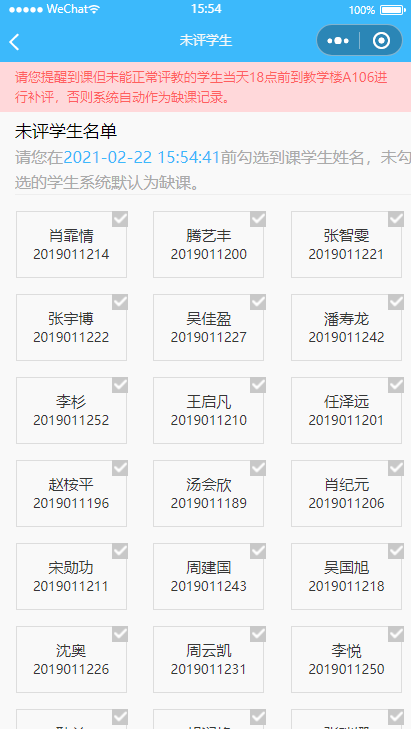 WeChat 15:54 100%
未评学生
请您提醒到课但未能正常评教的学生当天18点前到教学楼A106进
行补评，否则系统自动作为缺课记录。
未评学生名单
请您在2021-02-22 15:54:41前勾选到课学生姓名，未勾
选的学生系统默认为缺课。
肖霏情 腾艺丰 张智雯
2019011214 2019011200 2019011221
张宇博 吴佳盈 潘寿龙
2019011222 2019011227 2019011242
李杉 王启凡 任泽远
2019011252 2019011210 2019011201
赵桉平 汤会欣 肖纪元
2019011196 2019011189 2019011206
宋勋功 周建国 吴国旭
2019011211 2019011243 2019011218
沈奥 周云凯 李悦
2019011226 2019011231 2019011250